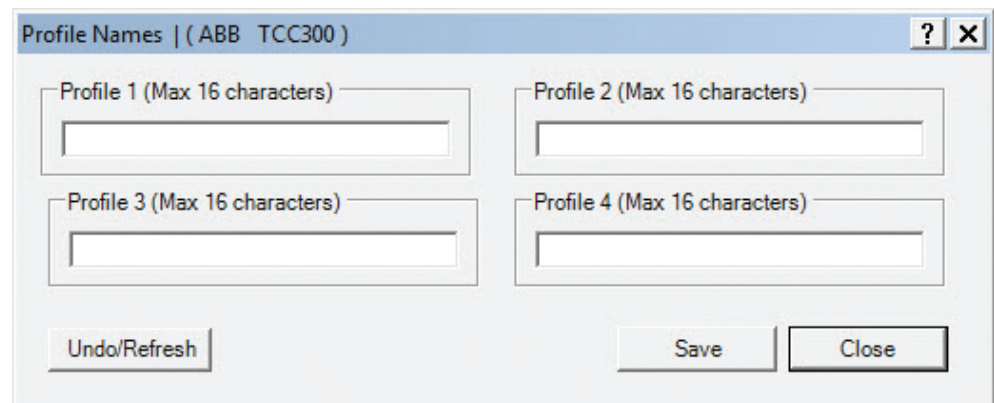 Profile Names | ( ABB TCC300 )
? X
Profile 1 (Max 16 characters)
Profile 2 (Max 16 characters)
Profile 3 (Max 16 characters)
Profile 4 (Max 16 characters)
Undo/Refresh
Save
Close